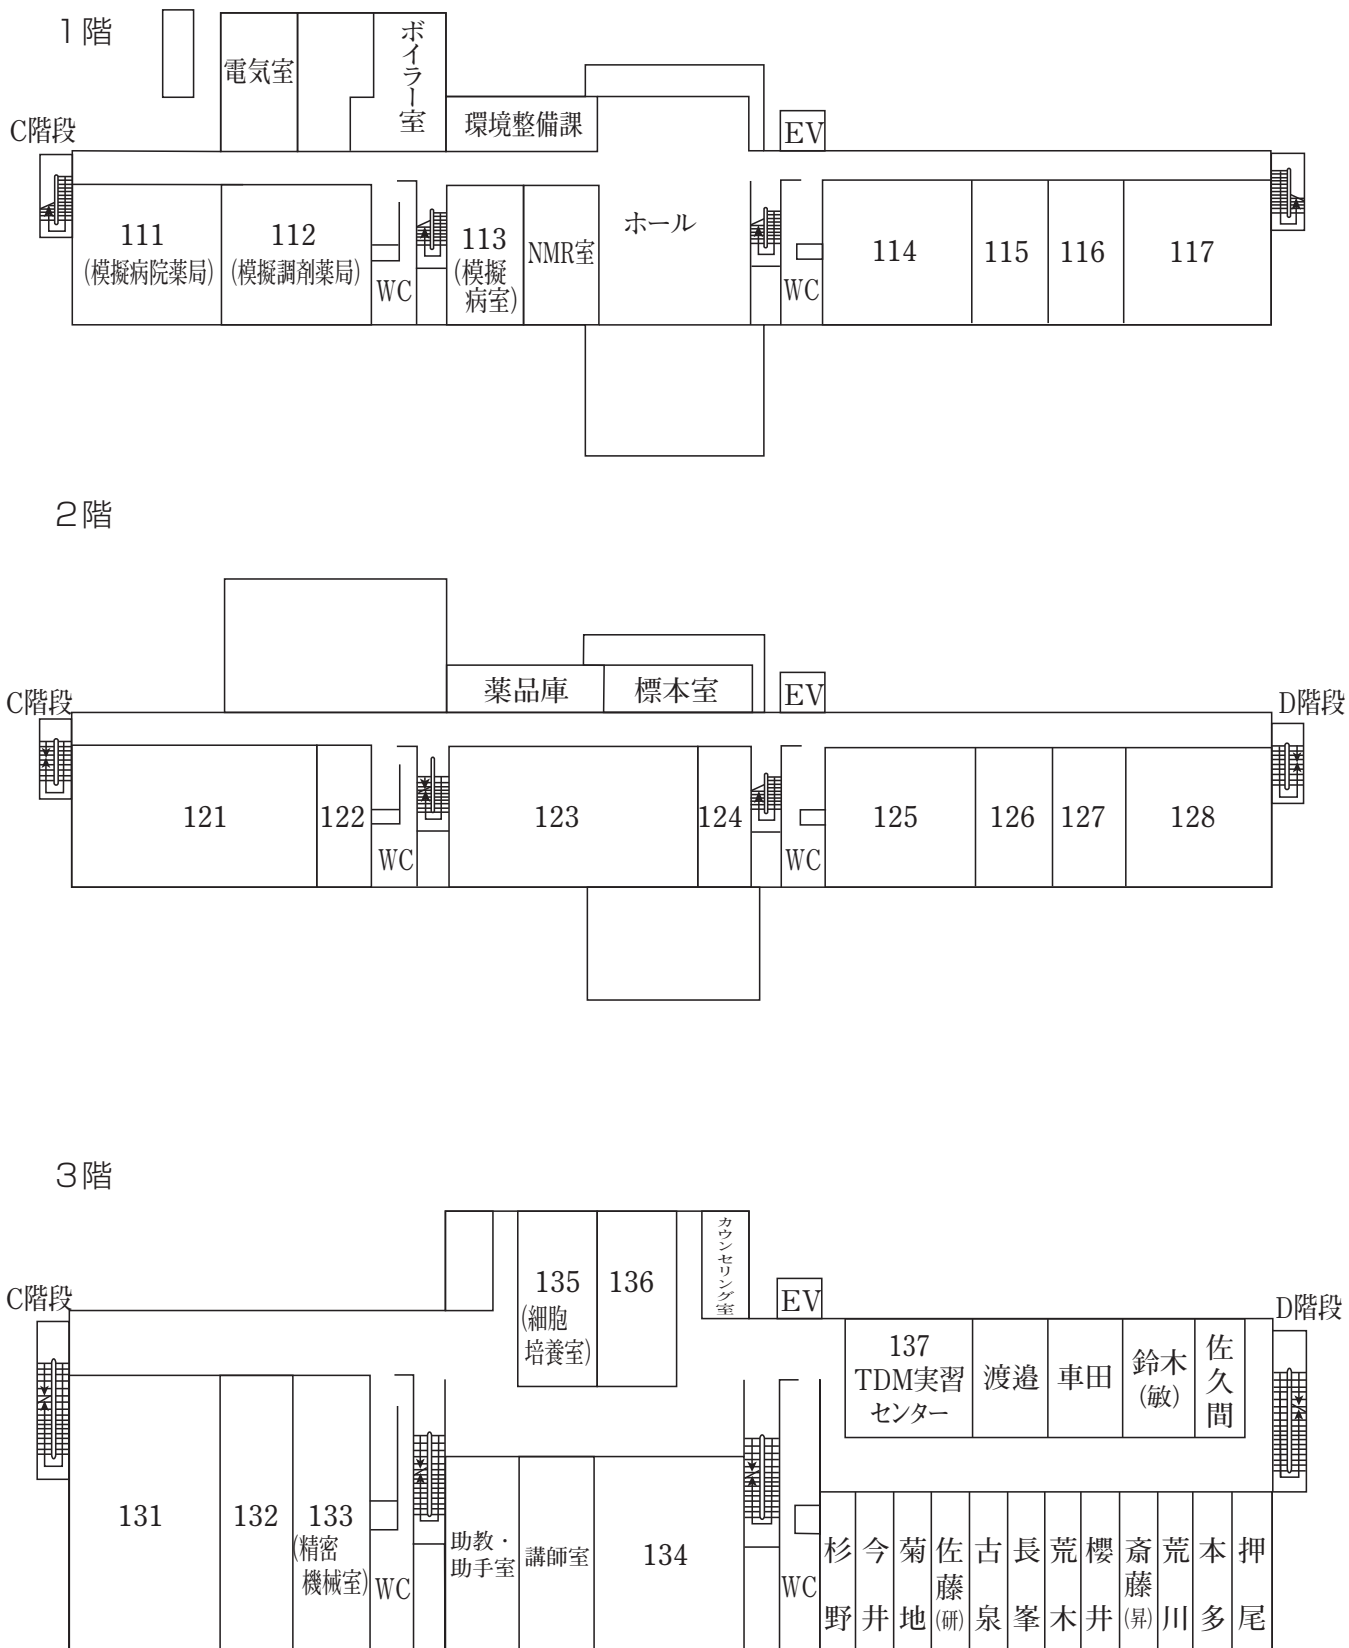 1階
電気室
ボイラー室
環境整備課
EV
C階段
111
(模擬病院薬局)
112
(模擬調剤薬局)
WC
113
(模擬
病室)
NMR室
ホール
WC
114
115
116
117
2階
薬品庫
標本室
EV
C階段
D階段
121
122
WC
123
124
WC
125
126
127
128
3階
135
(細胞
培養室)
136
カウンセリング室
EV
C階段
D階段
137
TDM実習
センター
渡邉
車田
鈴木
(敏)
佐久間
131
132
133
(精密
機械室)
WC
助教・
助手室
講師室
134
WC
杉野
今井
菊地
佐藤(研)
古泉
長峯
荒木
櫻井
斎藤(昇)
荒川
本多
押尾